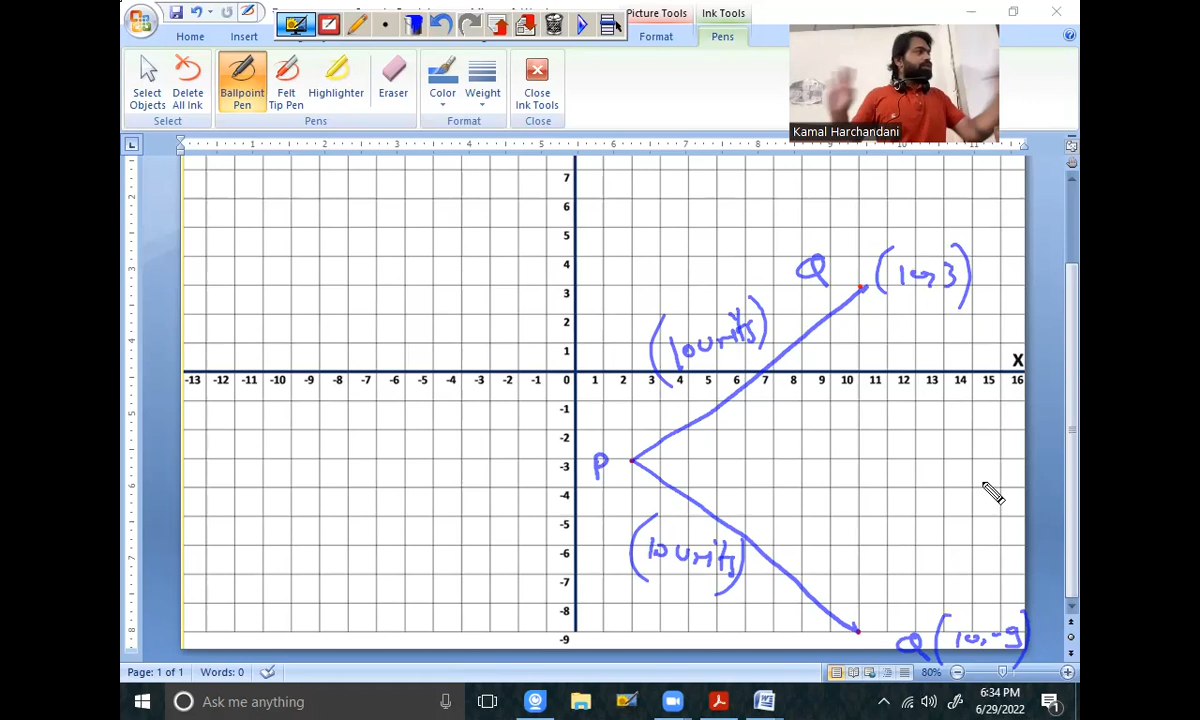 Picture Tools
Ink Tools
Home
Insert
Format
Pens
Select Objects
Delete All Ink
Ballpoint Pen
Felt Tip Pen
Highlighter
Eraser
Color
Weight
Close Ink Tools
Select
Pens
Format
Close
Kamal Harchandani
7
6
5
4
3
2
1
-13 -12 -11 -10 -9 -8 -7 -6 -5 -4 -3 -2 -1 0 1 2 3 4 5 6 7 8 9 10 11 12 13 14 15 16
X
-1
-2
-3
-4
-5
-6
-7
-8
-9
Q (10, 3)
(10 units)
P
(10 units)
Q (10, -9)
Page: 1 of 1
Words: 0
80%
Ask me anything
6:34 PM
6/29/2022